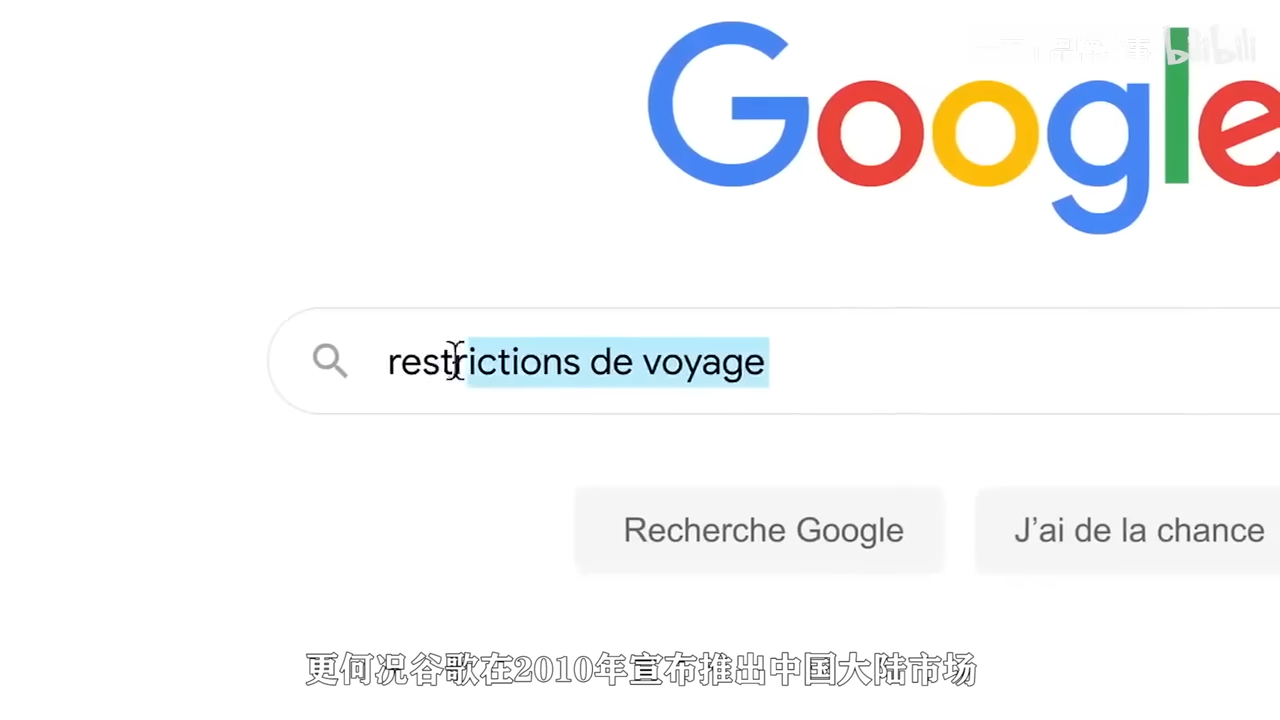 Google
bilibili
restrictions de voyage
Recherche Google
J'ai de la chance
更何况谷歌在2010年宣布推出中国大陆市场